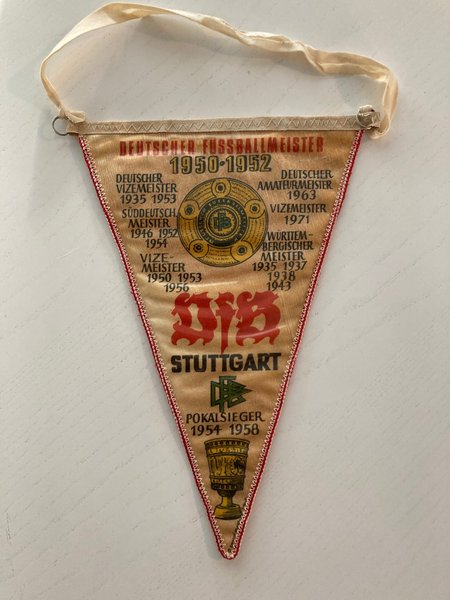 DEUTSCHER FUSSBALLMEISTER
1950-1952
DEUTSCHER
VIZEMEISTER
1935 1953
SÜDDEUTSCH.
MEISTER
1946 1952
1954
VIZE-
MEISTER
1950 1953
1956
DEUTSCHER
AMATEURMEISTER
1963
VIZEMEISTER
1971
WÜRTTEM-
BERGISCHER
MEISTER
1935 1937
1938
1943
VfB
STUTTGART
DFB
POKALSIEGER
1954 1958